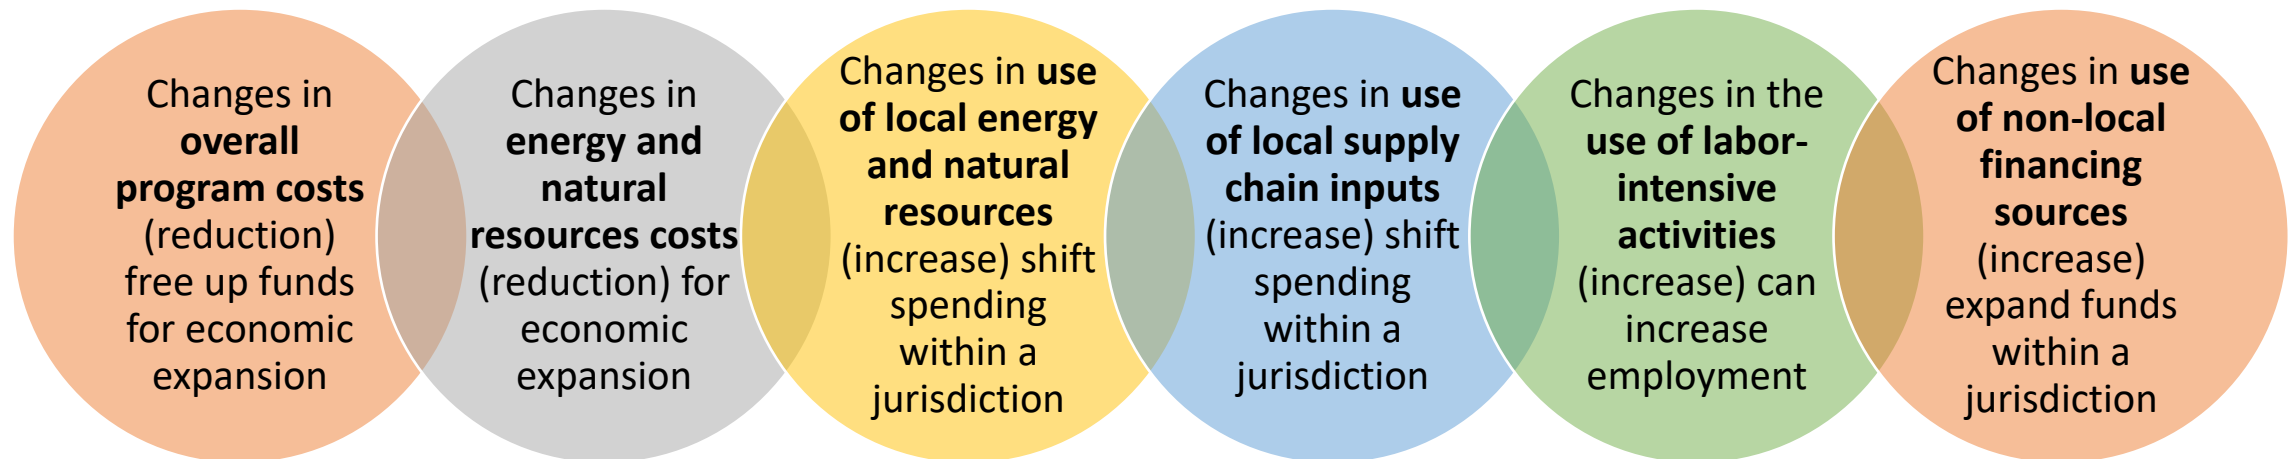 Changes in
overall
program costs
(reduction)
free up funds
for economic
expansion
Changes in
energy and
natural
resources costs
(reduction) for
economic
expansion
Changes in use
of local energy
and natural
resources
(increase) shift
spending
within a
jurisdiction
Changes in use
of local supply
chain inputs
(increase) shift
spending
within a
jurisdiction
Changes in the
use of labor-
intensive
activities
(increase) can
increase
employment
Changes in use
of non-local
financing
sources
(increase)
expand funds
within a
jurisdiction